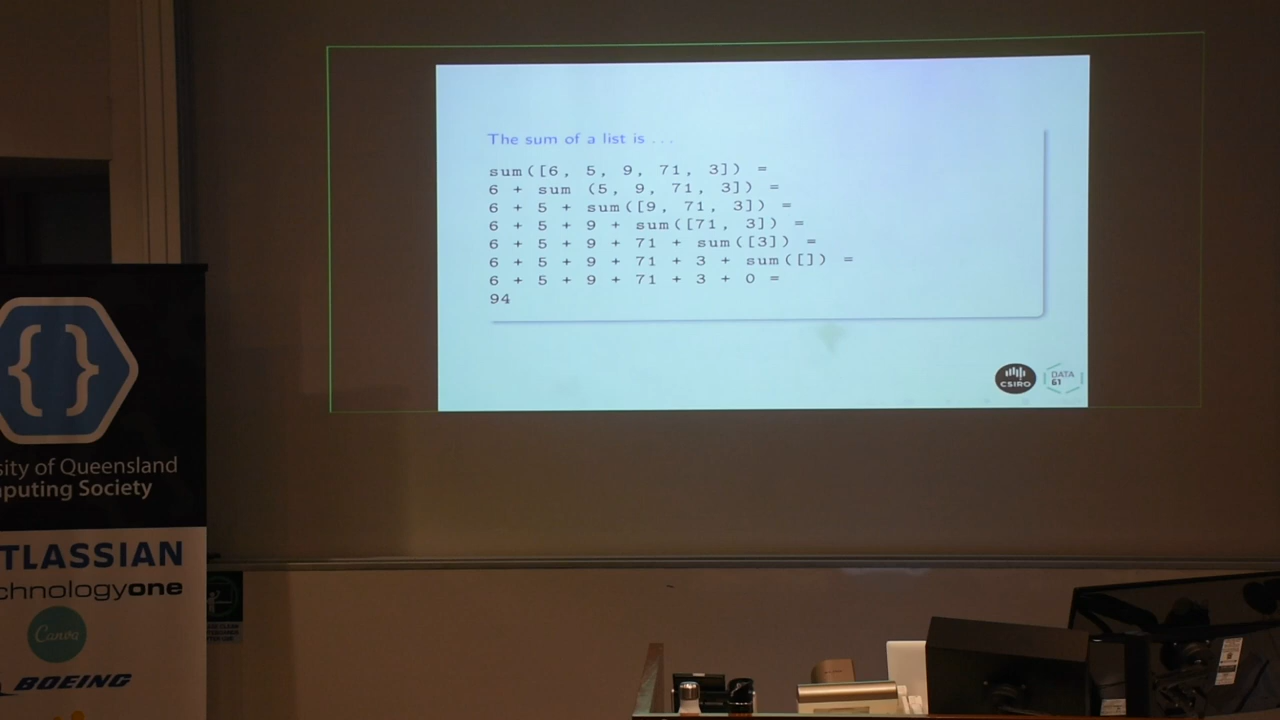 The sum of a list is ...
sum([6, 5, 9, 71, 3]) =
6 + sum (5, 9, 71, 3]) =
6 + 5 + sum([9, 71, 3]) =
6 + 5 + 9 + sum([71, 3]) =
6 + 5 + 9 + 71 + sum([3]) =
6 + 5 + 9 + 71 + 3 + sum([]) =
6 + 5 + 9 + 71 + 3 + 0 =
94
CSIRO
DATA
61
{}
sity of Queensland
puting Society
TLASSIAN
chnologyone
Canva
BOEING